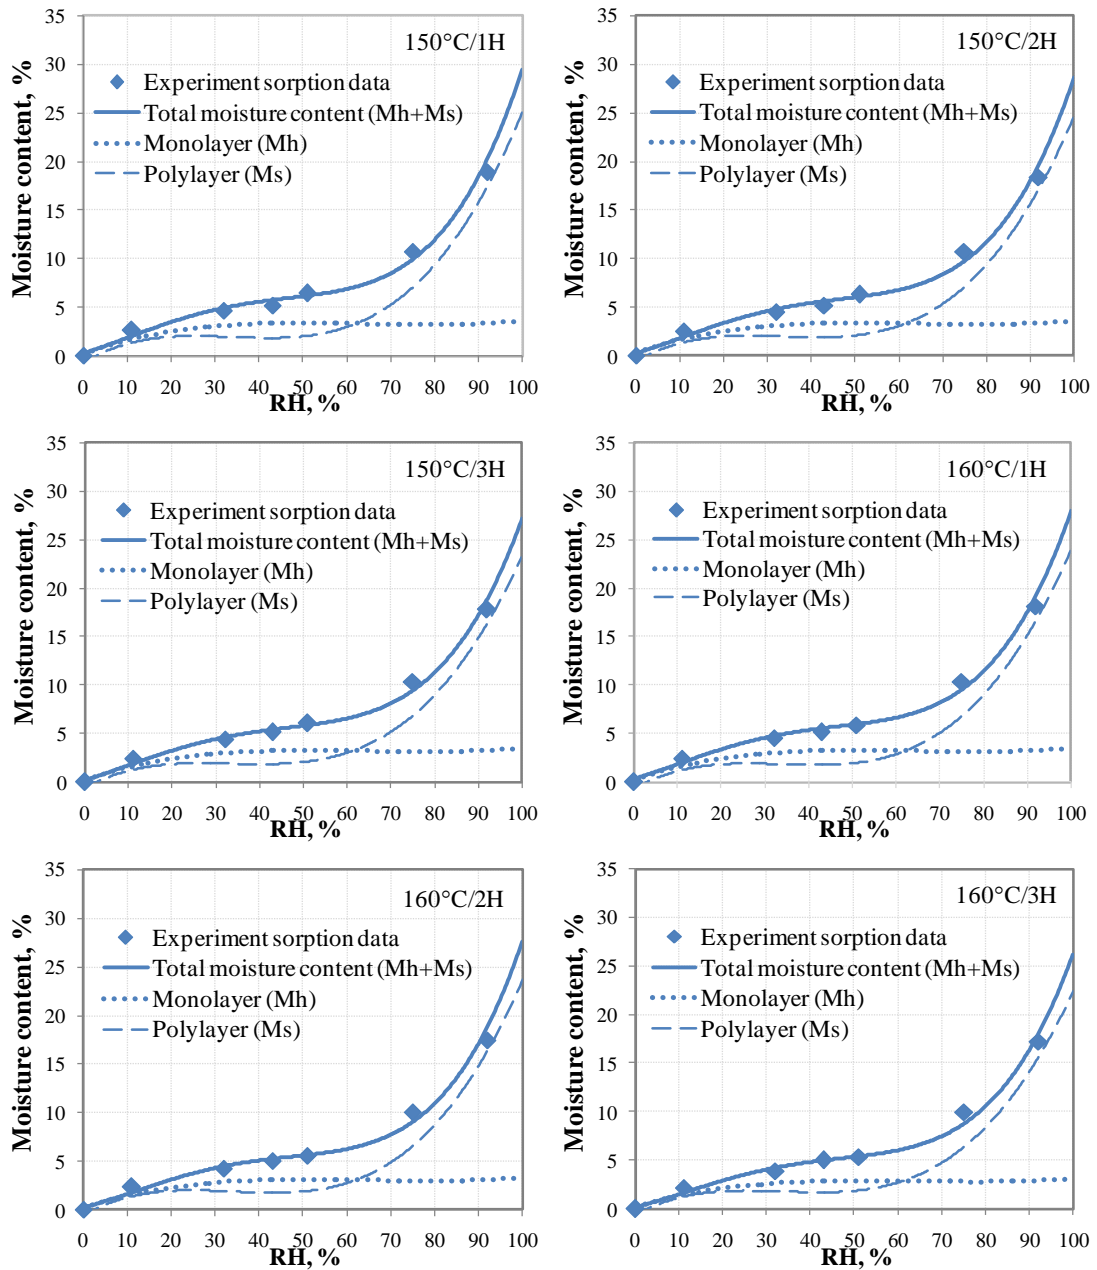 150°C/1H
Moisture content, %
35
30
25
20
15
10
5
0
Experiment sorption data
Total moisture content (Mh+Ms)
Monolayer (Mh)
Polylayer (Ms)
0 10 20 30 40 50 60 70 80 90 100
RH, %
150°C/2H
Moisture content, %
35
30
25
20
15
10
5
0
Experiment sorption data
Total moisture content (Mh+Ms)
Monolayer (Mh)
Polylayer (Ms)
0 10 20 30 40 50 60 70 80 90 100
RH, %
150°C/3H
Moisture content, %
35
30
25
20
15
10
5
0
Experiment sorption data
Total moisture content (Mh+Ms)
Monolayer (Mh)
Polylayer (Ms)
0 10 20 30 40 50 60 70 80 90 100
RH, %
160°C/1H
Moisture content, %
35
30
25
20
15
10
5
0
Experiment sorption data
Total moisture content (Mh+Ms)
Monolayer (Mh)
Polylayer (Ms)
0 10 20 30 40 50 60 70 80 90 100
RH, %
160°C/2H
Moisture content, %
35
30
25
20
15
10
5
0
Experiment sorption data
Total moisture content (Mh+Ms)
Monolayer (Mh)
Polylayer (Ms)
0 10 20 30 40 50 60 70 80 90 100
RH, %
160°C/3H
Moisture content, %
35
30
25
20
15
10
5
0
Experiment sorption data
Total moisture content (Mh+Ms)
Monolayer (Mh)
Polylayer (Ms)
0 10 20 30 40 50 60 70 80 90 100
RH, %